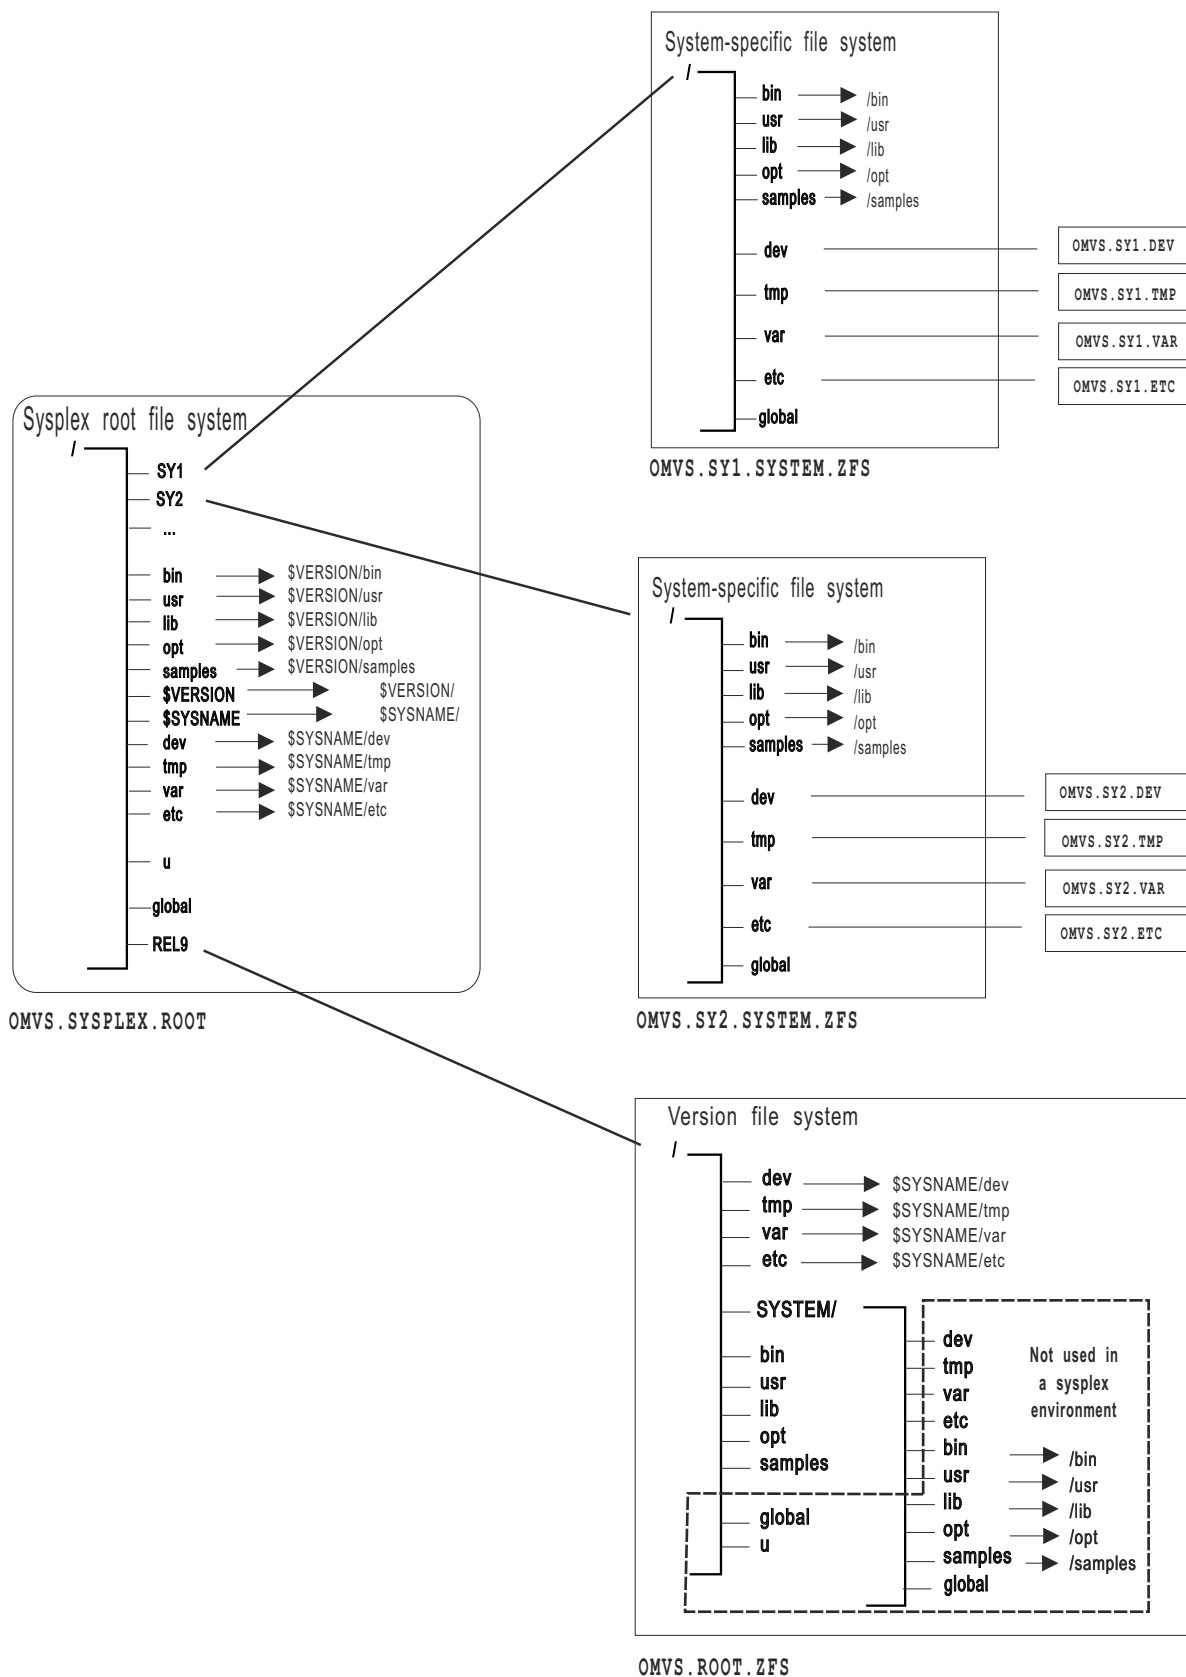 System-specific file system
/
bin /bin
usr /usr
lib /lib
opt /opt
samples /samples
dev OMVS.SY1.DEV
tmp OMVS.SY1.TMP
var OMVS.SY1.VAR
etc OMVS.SY1.ETC
global
OMVS.SY1.SYSTEM.ZFS
Sysplex root file system
/
SY1
SY2
...
bin $VERSION/bin
usr $VERSION/usr
lib $VERSION/lib
opt $VERSION/opt
samples $VERSION/samples
$VERSION $VERSION/
$SYSNAME $SYSNAME/
dev $SYSNAME/dev
tmp $SYSNAME/tmp
var $SYSNAME/var
etc $SYSNAME/etc
u
global
REL9
OMVS.SYSPLEX.ROOT
System-specific file system
/
bin /bin
usr /usr
lib /lib
opt /opt
samples /samples
dev OMVS.SY2.DEV
tmp OMVS.SY2.TMP
var OMVS.SY2.VAR
etc OMVS.SY2.ETC
global
OMVS.SY2.SYSTEM.ZFS
Version file system
/
dev $SYSNAME/dev
tmp $SYSNAME/tmp
var $SYSNAME/var
etc $SYSNAME/etc
SYSTEM/
bin
usr
lib
opt
samples
global
u
dev
tmp
var
etc
bin /bin
usr /usr
lib /lib
opt /opt
samples /samples
global
Not used in
a sysplex
environment
OMVS.ROOT.ZFS